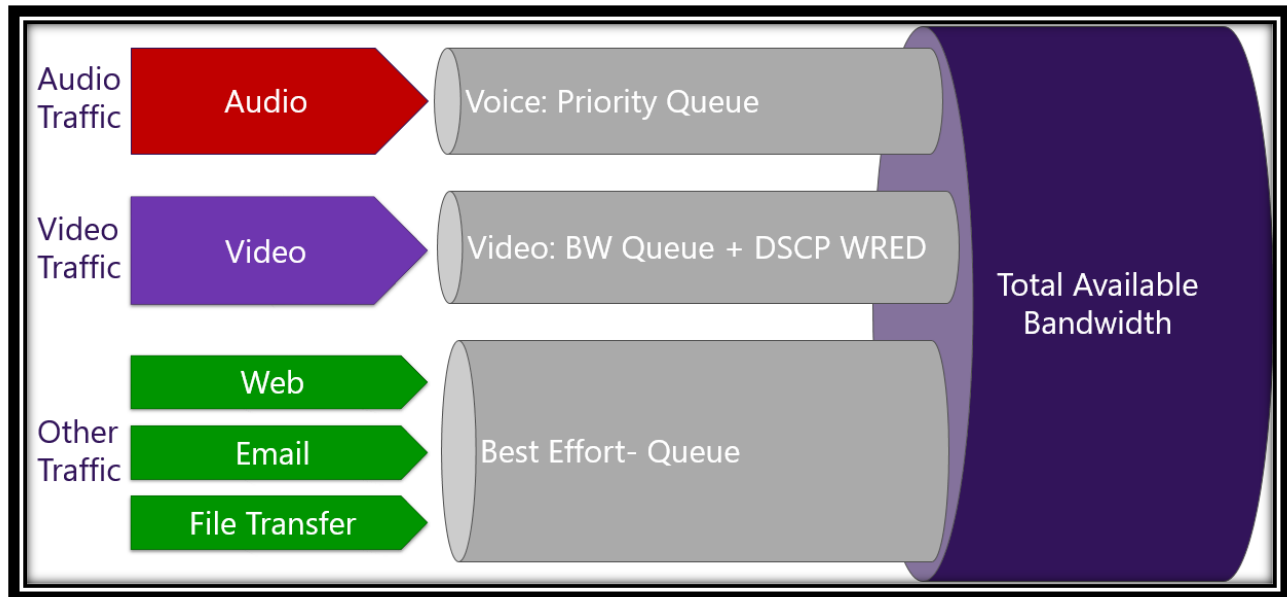 Audio
Traffic
Audio
Voice: Priority Queue
Video
Traffic
Video
Video: BW Queue + DSCP WRED
Total Available
Bandwidth
Other
Traffic
Web
Email
File Transfer
Best Effort- Queue